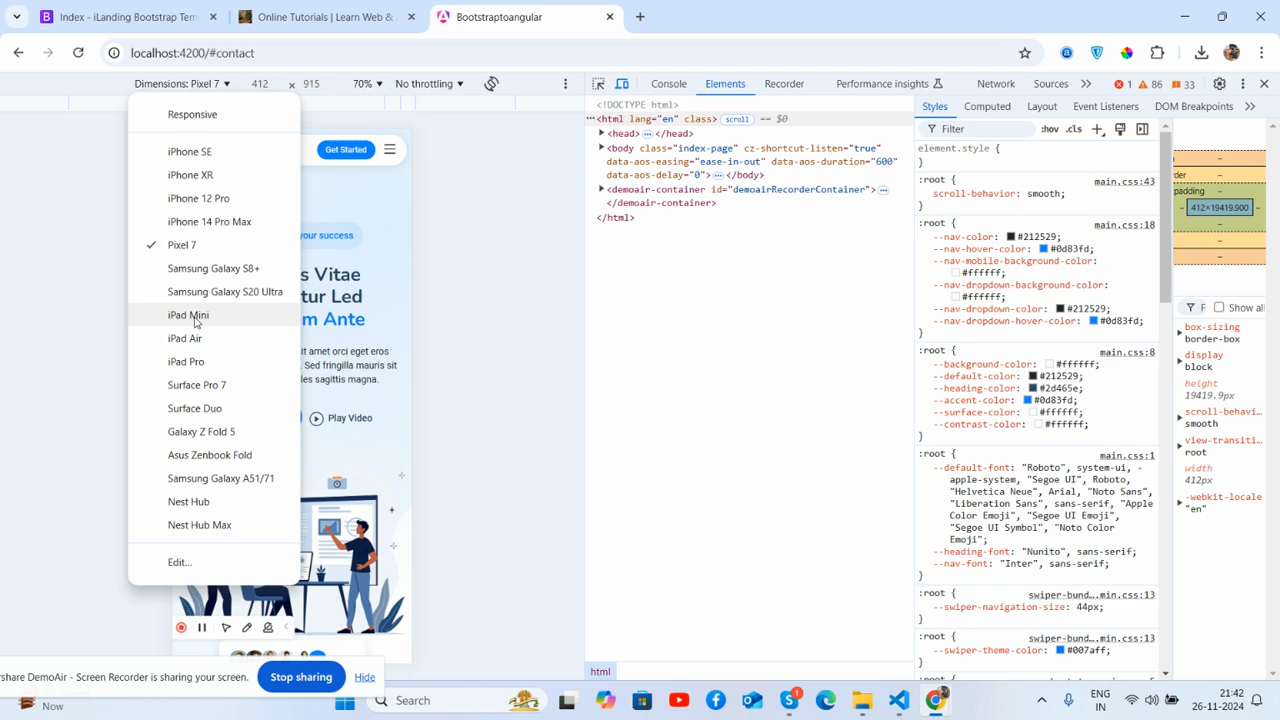 Index - iLanding Bootstrap Tem
Online Tutorials | Learn Web &
Bootstraptoangular
localhost:4200/#contact
Dimensions: Pixel 7 412 × 915 70% No throttling
Console Elements Recorder Performance insights Network Sources 1 86 33
Responsive
iPhone SE
iPhone XR
iPhone 12 Pro
iPhone 14 Pro Max
Pixel 7
Samsung Galaxy S8+
Samsung Galaxy S20 Ultra
iPad Mini
iPad Air
iPad Pro
Surface Pro 7
Surface Duo
Galaxy Z Fold 5
Asus Zenbook Fold
Samsung Galaxy A51/71
Nest Hub
Nest Hub Max
Edit...
Get Started
your success
s Vitae
tur Led
m Ante
it amet orci eget eros
. Sed fringilla mauris sit
les sagittis magna.
Play Video
<!DOCTYPE html>
<html lang="en" class> scroll == $0
<head> … </head>
<body class="index-page" cz-shortcut-listen="true"
data-aos-easing="ease-in-out" data-aos-duration="600"
data-aos-delay="0"> … </body>
<demoair-container id="demoairRecorderContainer"> …
</demoair-container>
</html>
html
Styles Computed Layout Event Listeners DOM Breakpoints
Filter :hov .cls
element.style {
}
:root { main.css:43
scroll-behavior: smooth;
}
:root { main.css:18
--nav-color: #212529;
--nav-hover-color: #0d83fd;
--nav-mobile-background-color:
#ffffff;
--nav-dropdown-background-color:
#ffffff;
--nav-dropdown-color: #212529;
--nav-dropdown-hover-color: #0d83fd;
}
:root { main.css:8
--background-color: #ffffff;
--default-color: #212529;
--heading-color: #2d465e;
--accent-color: #0d83fd;
--surface-color: #ffffff;
--contrast-color: #ffffff;
}
:root { main.css:1
--default-font: "Roboto", system-ui, -
apple-system, "Segoe UI", Roboto,
"Helvetica Neue", Arial, "Noto Sans",
"Liberation Sans", sans-serif, "Apple
Color Emoji", "Segoe UI Emoji",
"Segoe UI Symbol", "Noto Color
Emoji";
--heading-font: "Nunito", sans-serif;
--nav-font: "Inter", sans-serif;
}
:root { swiper-bund….min.css:13
--swiper-navigation-size: 44px;
}
:root { swiper-bund….min.css:13
--swiper-theme-color: #007aff;
rder
padding
412×19419.900
F Show all
box-sizing
border-box
display
block
height
19419.9px
scroll-behavi…
smooth
view-transiti…
root
width
412px
-webkit-locale
"en"
rshare DemoAir - Screen Recorder is sharing your screen. Stop sharing Hide
Now
Search
1
ENG
IN
21:42
26-11-2024